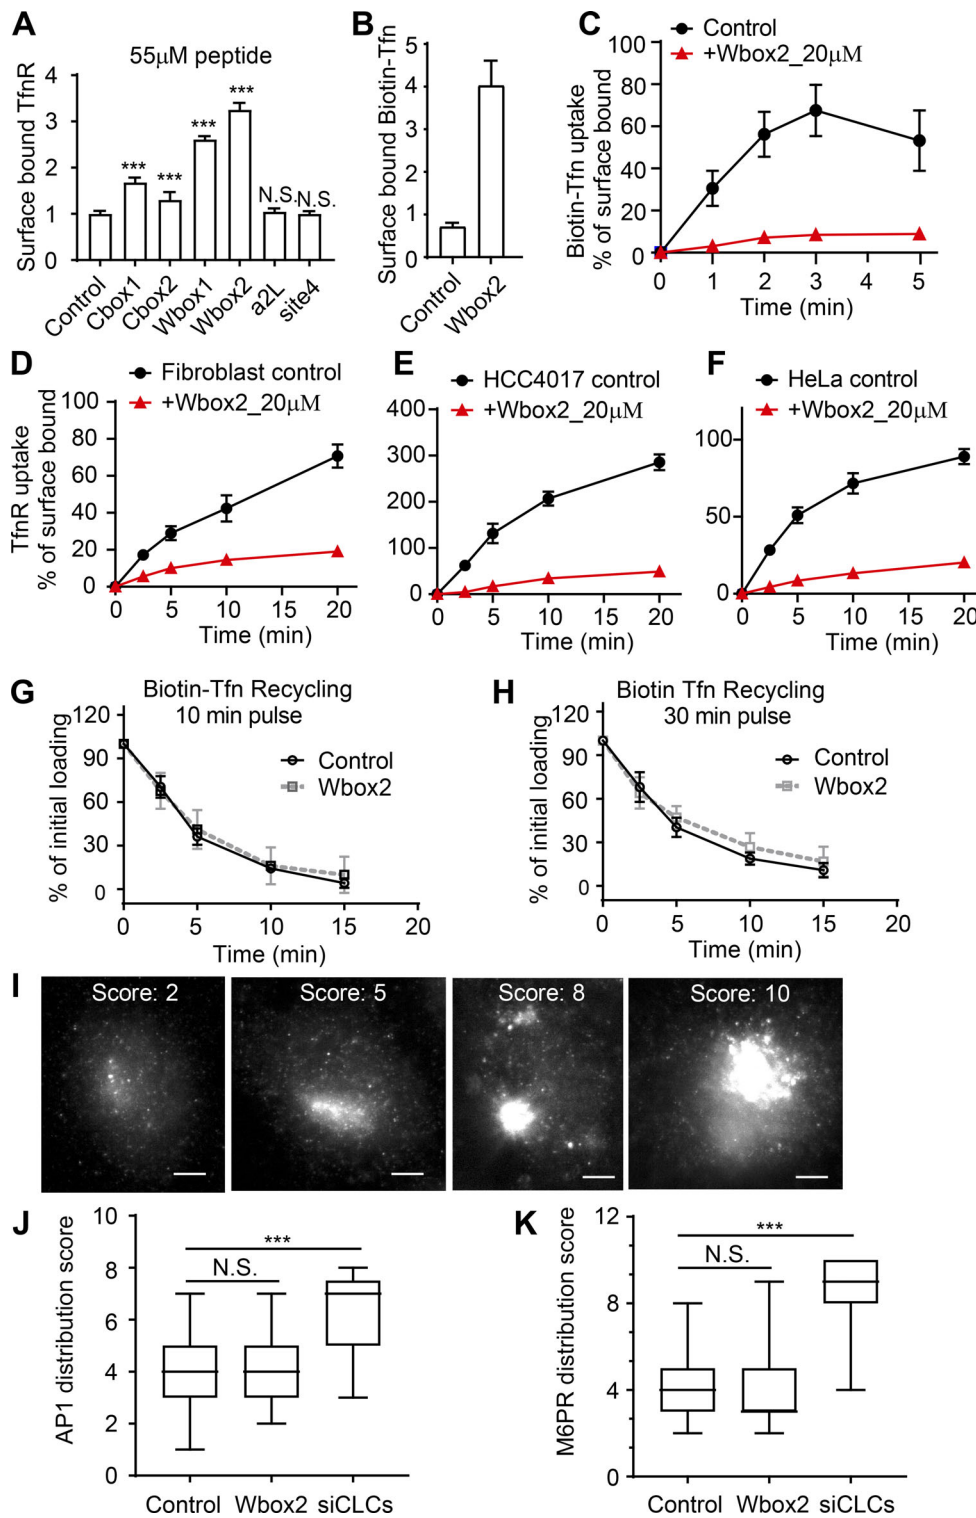 A
55μM peptide
Surface bound TfnR
4
3
2
1
0
***
***
***
***
N.S.
N.S.
Control
Cbox1
Cbox2
Wbox1
Wbox2
a2L
site4
B
Surface bound Biotin-Tfn
5
4
3
2
1
0
Control
Wbox2
C
Control
+Wbox2_20μM
Biotin-Tfn uptake
% of surface bound
80
60
40
20
0
0 1 2 3 4 5
Time (min)
D
Fibroblast control
+Wbox2_20μM
TfnR uptake
% of surface bound
100
80
60
40
20
0
0 5 10 15 20
Time (min)
E
HCC4017 control
+Wbox2_20μM
400
300
200
100
0
0 5 10 15 20
Time (min)
F
HeLa control
+Wbox2_20μM
100
50
0
0 5 10 15 20
Time (min)
G
Biotin-Tfn Recycling
10 min pulse
Control
Wbox2
% of initial loading
120
90
60
30
0
0 5 10 15 20
Time (min)
H
Biotin Tfn Recycling
30 min pulse
Control
Wbox2
% of initial loading
120
90
60
30
0
0 5 10 15 20
Time (min)
I
Score: 2
Score: 5
Score: 8
Score: 10
J
AP1 distribution score
10
8
6
4
2
0
***
N.S.
Control
Wbox2
siCLCs
K
M6PR distribution score
12
8
4
0
***
N.S.
Control
Wbox2
siCLCs